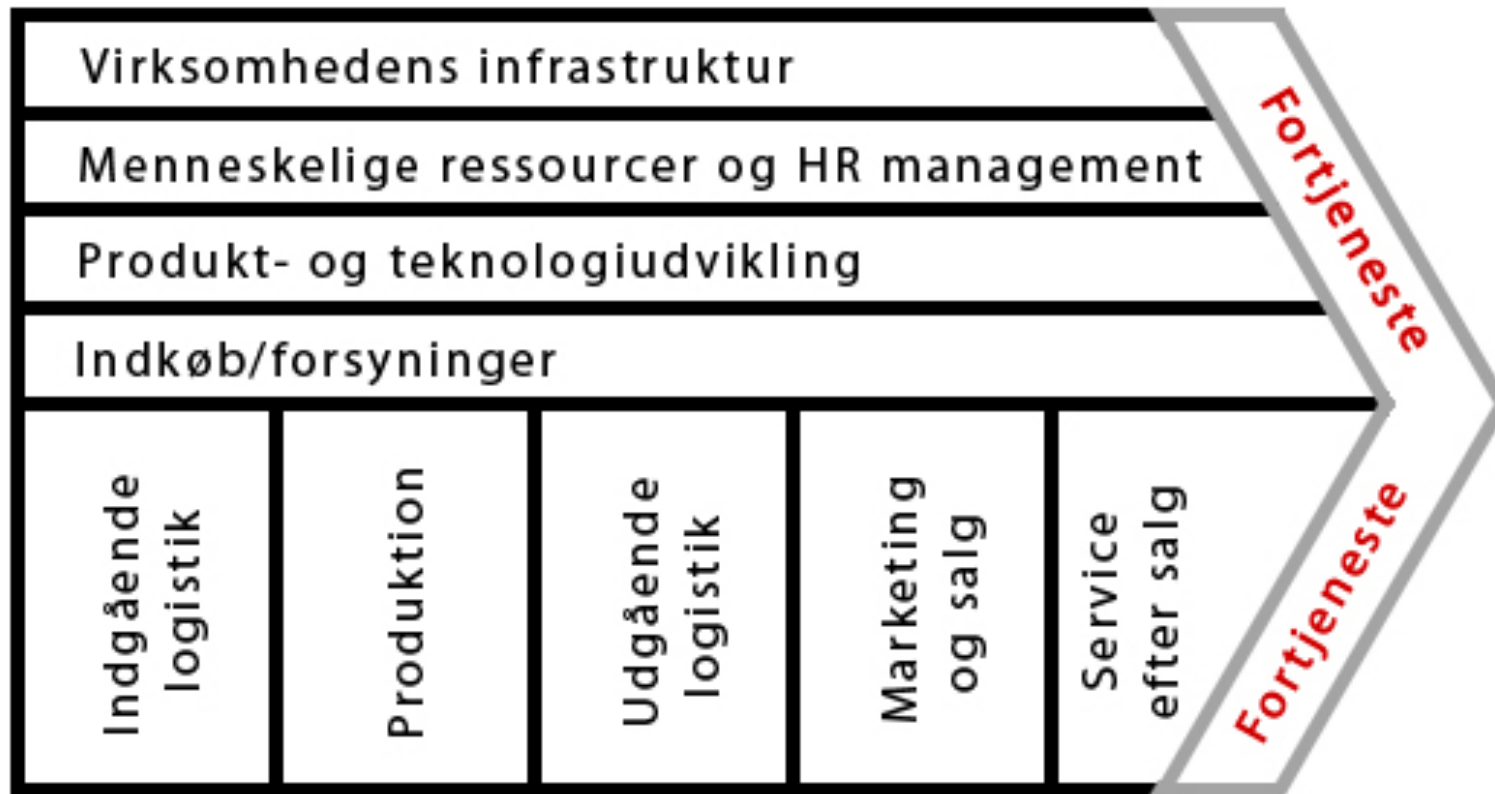 Virksomhedens infrastruktur
Menneskelige ressourcer og HR management
Produkt- og teknologiudvikling
Indkøb/forsyninger
Indgående
logistik
Produktion
Udgående
logistik
Marketing
og salg
Service
efter salg
Fortjeneste
Fortjeneste